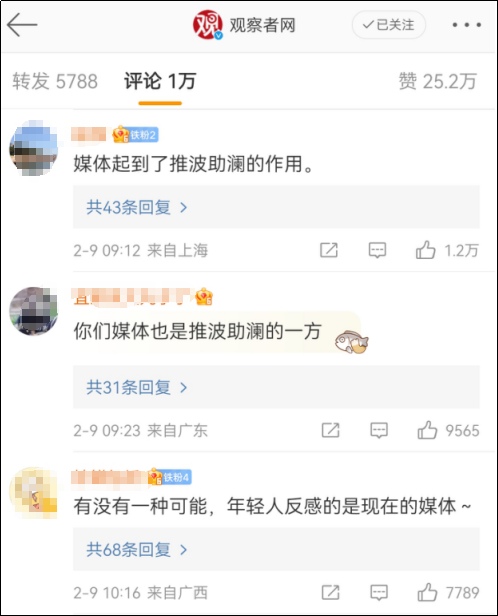 观察者网
已关注
转发 5788
评论 1万
赞 25.2万
铁粉2
媒体起到了推波助澜的作用。
共43条回复
2-9 09:12 来自上海
1.2万
你们媒体也是推波助澜的一方
共31条回复
2-9 09:23 来自广东
9565
铁粉4
有没有一种可能，年轻人反感的是现在的媒体～
共68条回复
2-9 10:16 来自广西
7789